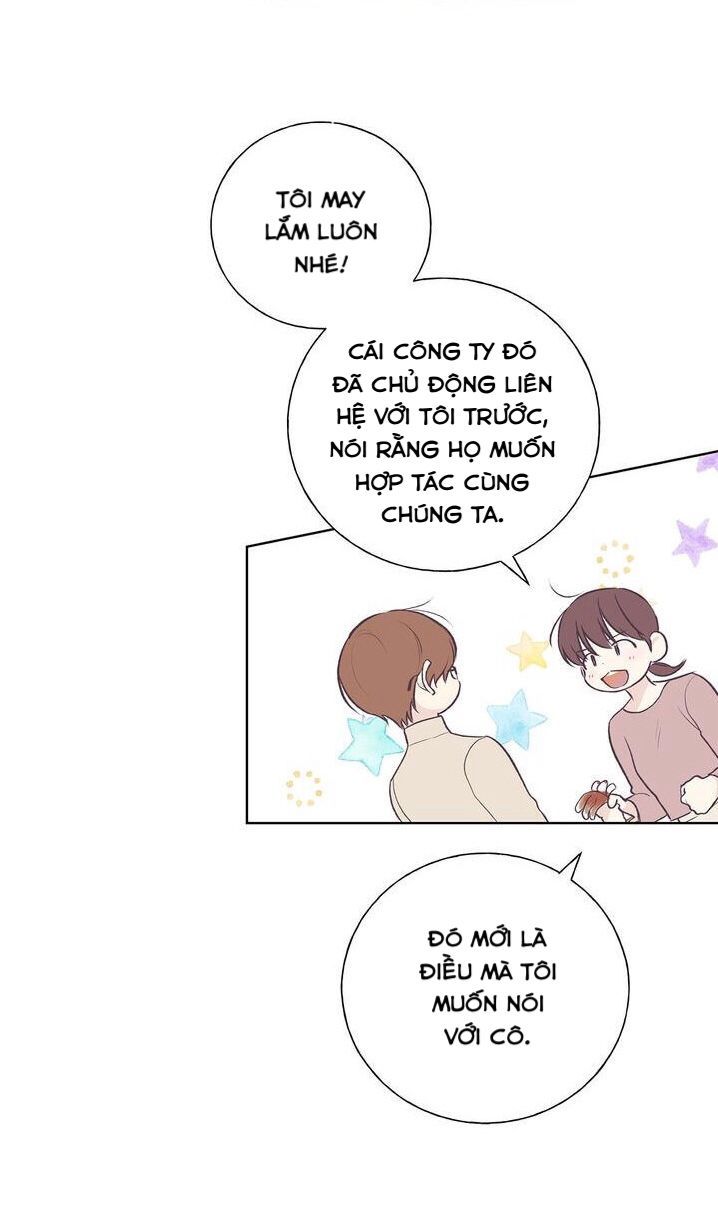 TÔI MAY
LẮM LUÔN
NHÉ!
CÁI CÔNG TY ĐÓ
ĐÃ CHỦ ĐỘNG LIÊN
HỆ VỚI TÔI TRƯỚC,
NÓI RẰNG HỌ MUỐN
HỢP TÁC CÙNG
CHÚNG TA.
ĐÓ MỚI LÀ
ĐIỀU MÀ TÔI
MUỐN NÓI
VỚI CÔ.